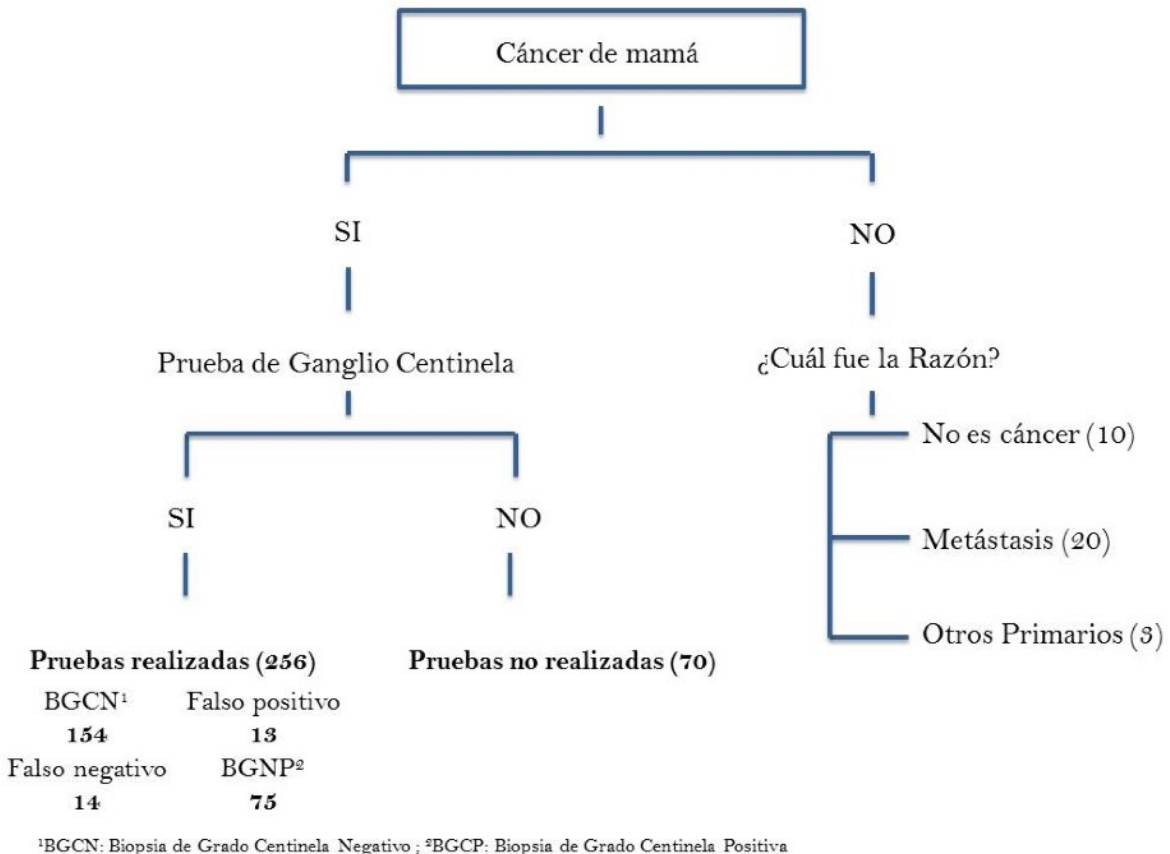 Cáncer de mamá
SI
NO
Prueba de Ganglio Centinela
¿Cuál fue la Razón?
No es cáncer (10)
SI
NO
Metástasis (20)
Otros Primarios (3)
Pruebas realizadas (256)
Pruebas no realizadas (70)
BGCN¹ Falso positivo
154 13
Falso negativo BGNP²
14 75
¹BGCN: Biopsia de Grado Centinela Negativo ; ²BGCP: Biopsia de Grado Centinela Positiva